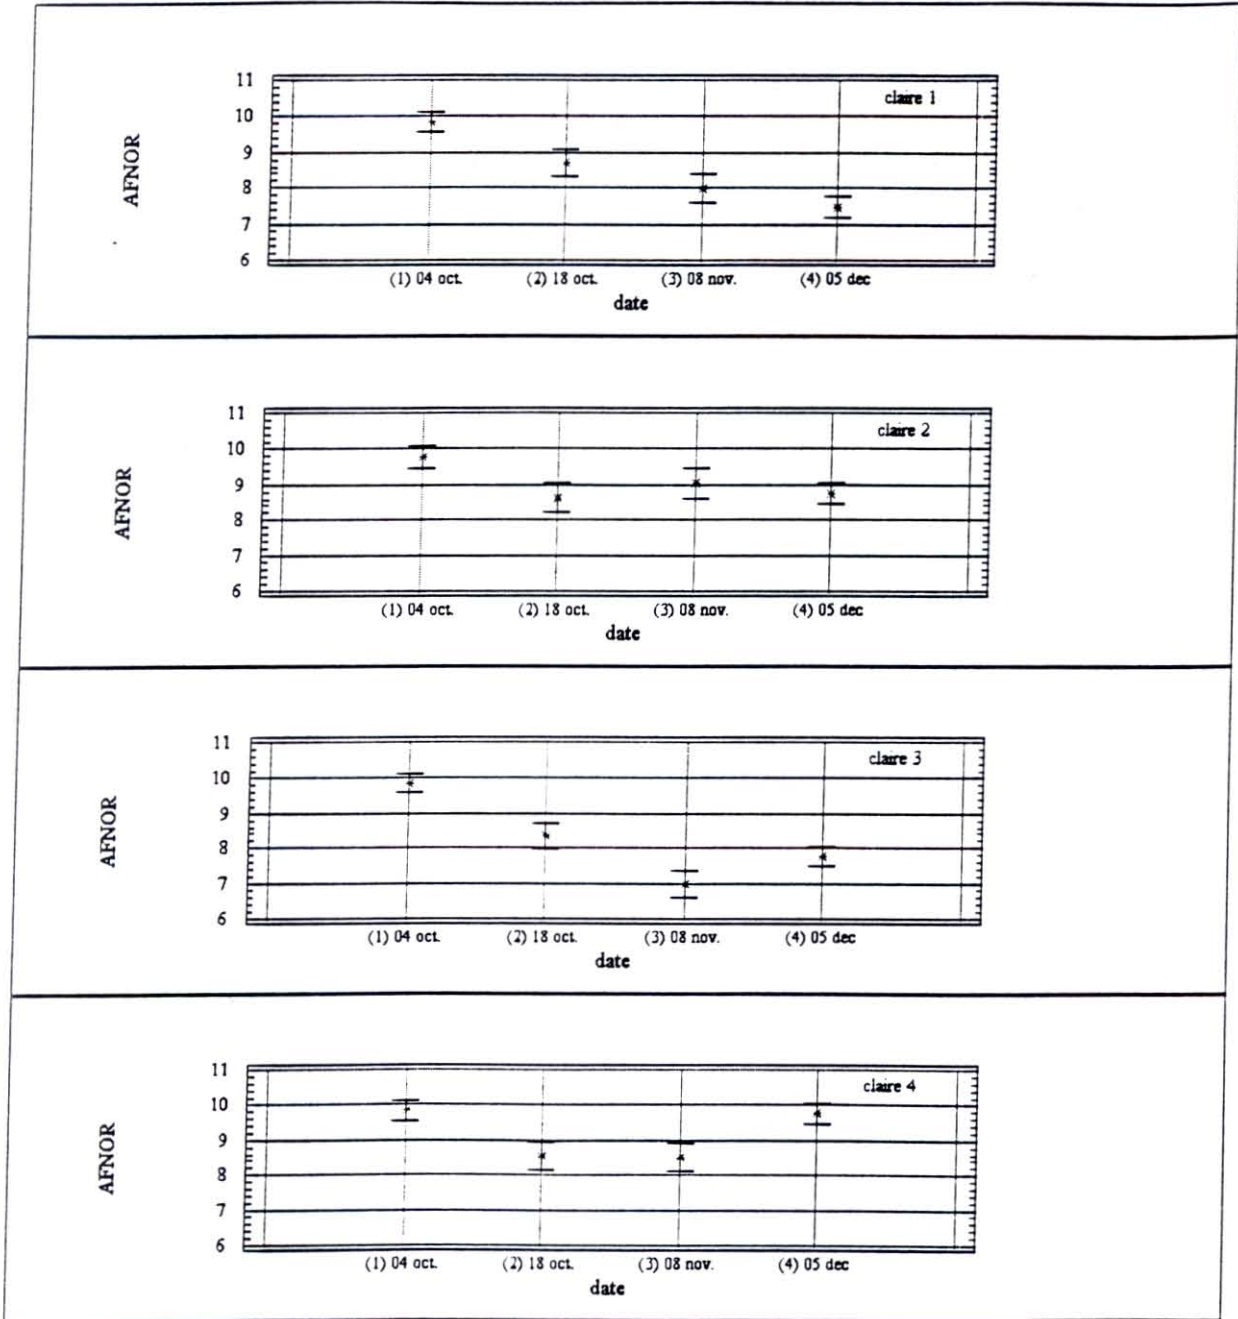 11
claire 1
10
9
AFNOR
8
7
6
(1) 04 oct. (2) 18 oct. (3) 08 nov. (4) 05 dec
date
11
claire 2
10
9
AFNOR
8
7
6
(1) 04 oct. (2) 18 oct. (3) 08 nov. (4) 05 dec
date
11
claire 3
10
9
AFNOR
8
7
6
(1) 04 oct. (2) 18 oct. (3) 08 nov. (4) 05 dec
date
11
claire 4
10
9
AFNOR
8
7
6
(1) 04 oct. (2) 18 oct. (3) 08 nov. (4) 05 dec
date